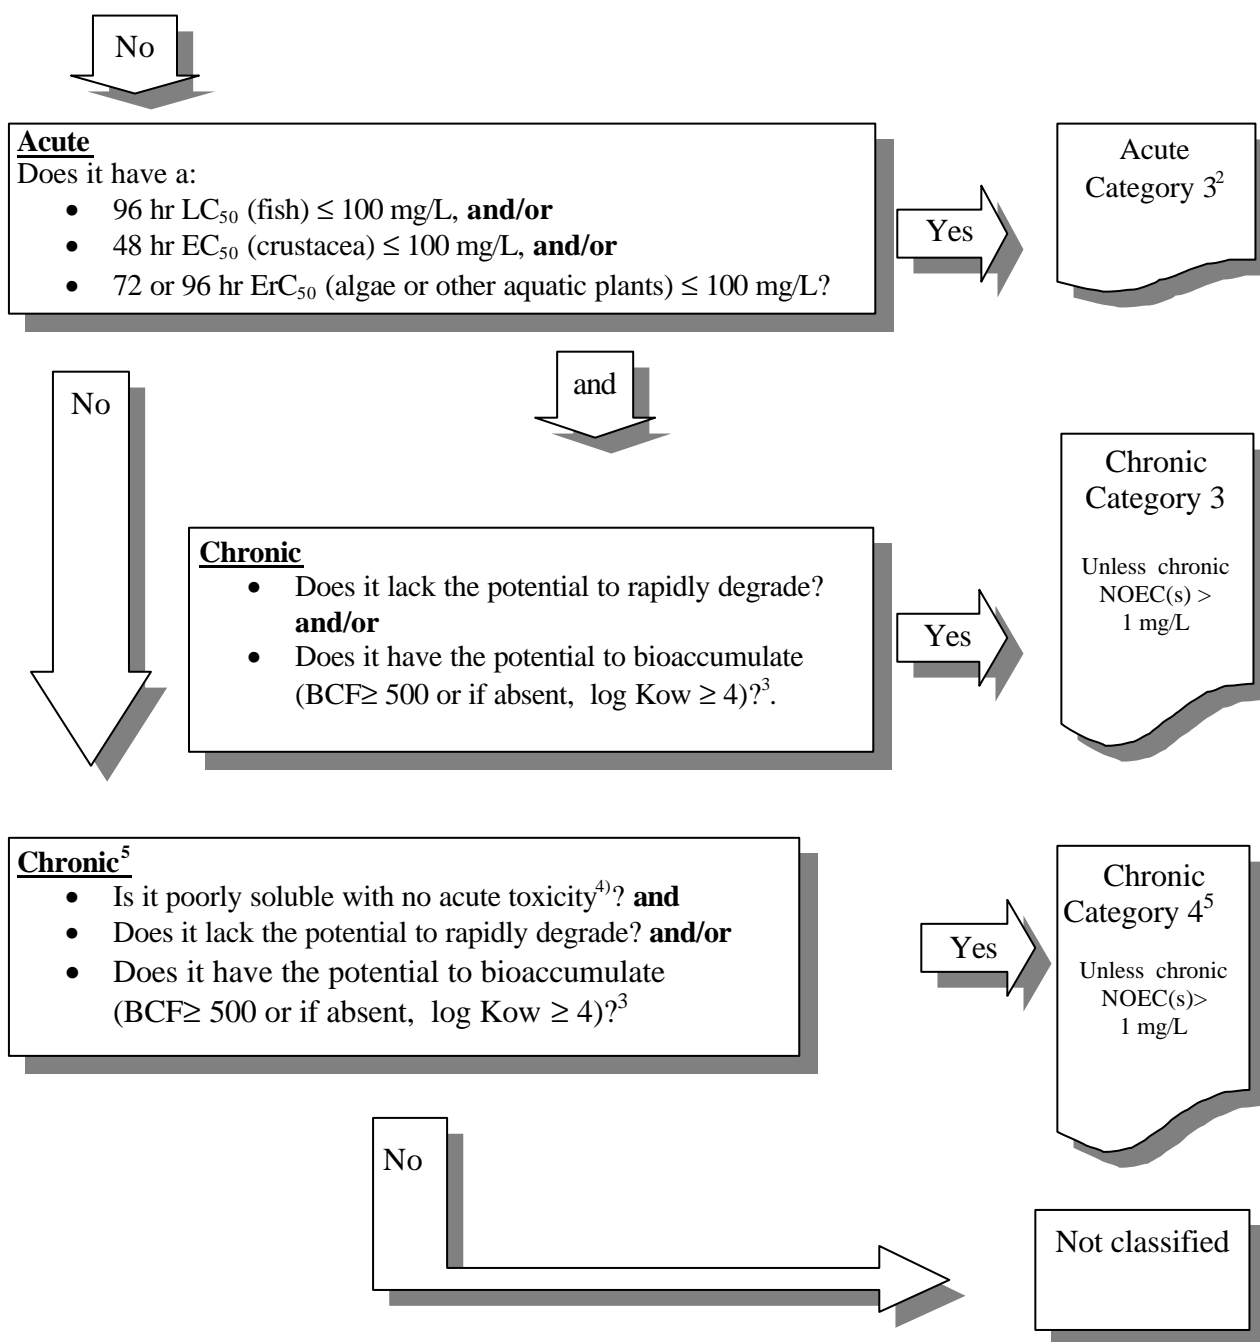 No
Acute
Does it have a:
• 96 hr LC50 (fish) ≤ 100 mg/L, and/or
• 48 hr EC50 (crustacea) ≤ 100 mg/L, and/or
• 72 or 96 hr ErC50 (algae or other aquatic plants) ≤ 100 mg/L?
Yes
Acute
Category 3²
No
and
Chronic
• Does it lack the potential to rapidly degrade?
and/or
• Does it have the potential to bioaccumulate
(BCF≥ 500 or if absent, log Kow ≥ 4)?³.
Yes
Chronic
Category 3
Unless chronic
NOEC(s) >
1 mg/L
Chronic⁵
• Is it poorly soluble with no acute toxicity⁴⁾? and
• Does it lack the potential to rapidly degrade? and/or
• Does it have the potential to bioaccumulate
(BCF≥ 500 or if absent, log Kow ≥ 4)?³
Yes
Chronic
Category 4⁵
Unless chronic
NOEC(s)>
1 mg/L
No
Not classified